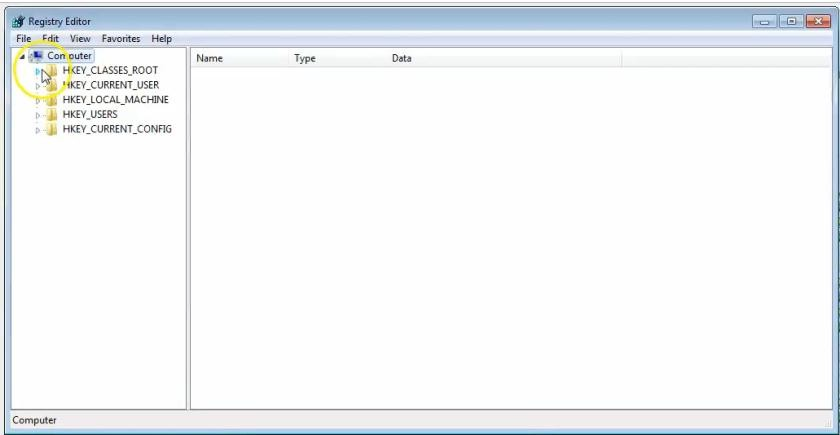 Registry Editor
File Edit View Favorites Help
Computer
HKEY_CLASSES_ROOT
HKEY_CURRENT_USER
HKEY_LOCAL_MACHINE
HKEY_USERS
HKEY_CURRENT_CONFIG
Name Type Data
Computer